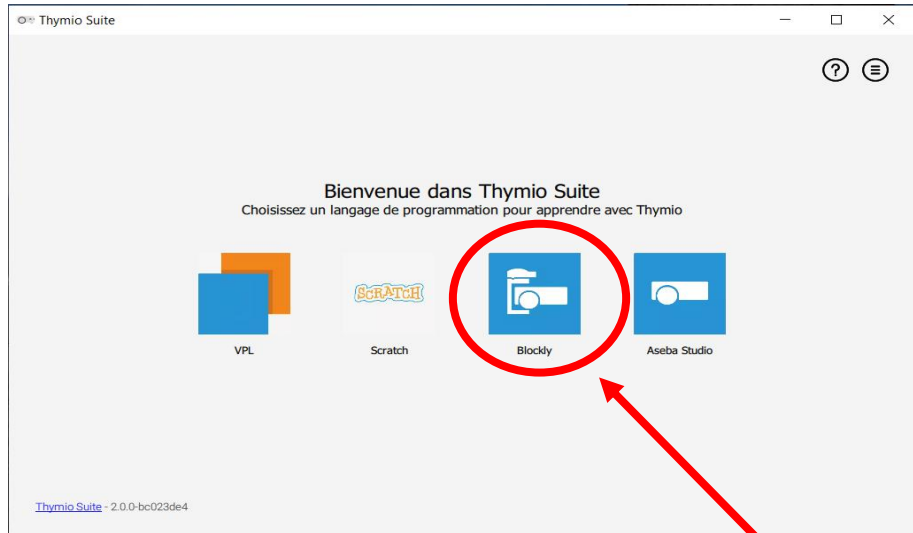 Thymio Suite
Bienvenue dans Thymio Suite
Choisissez un langage de programmation pour apprendre avec Thymio
SCRATCH
VPL
Scratch
Blockly
Aseba Studio
Thymio Suite - 2.0.0-bc023de4